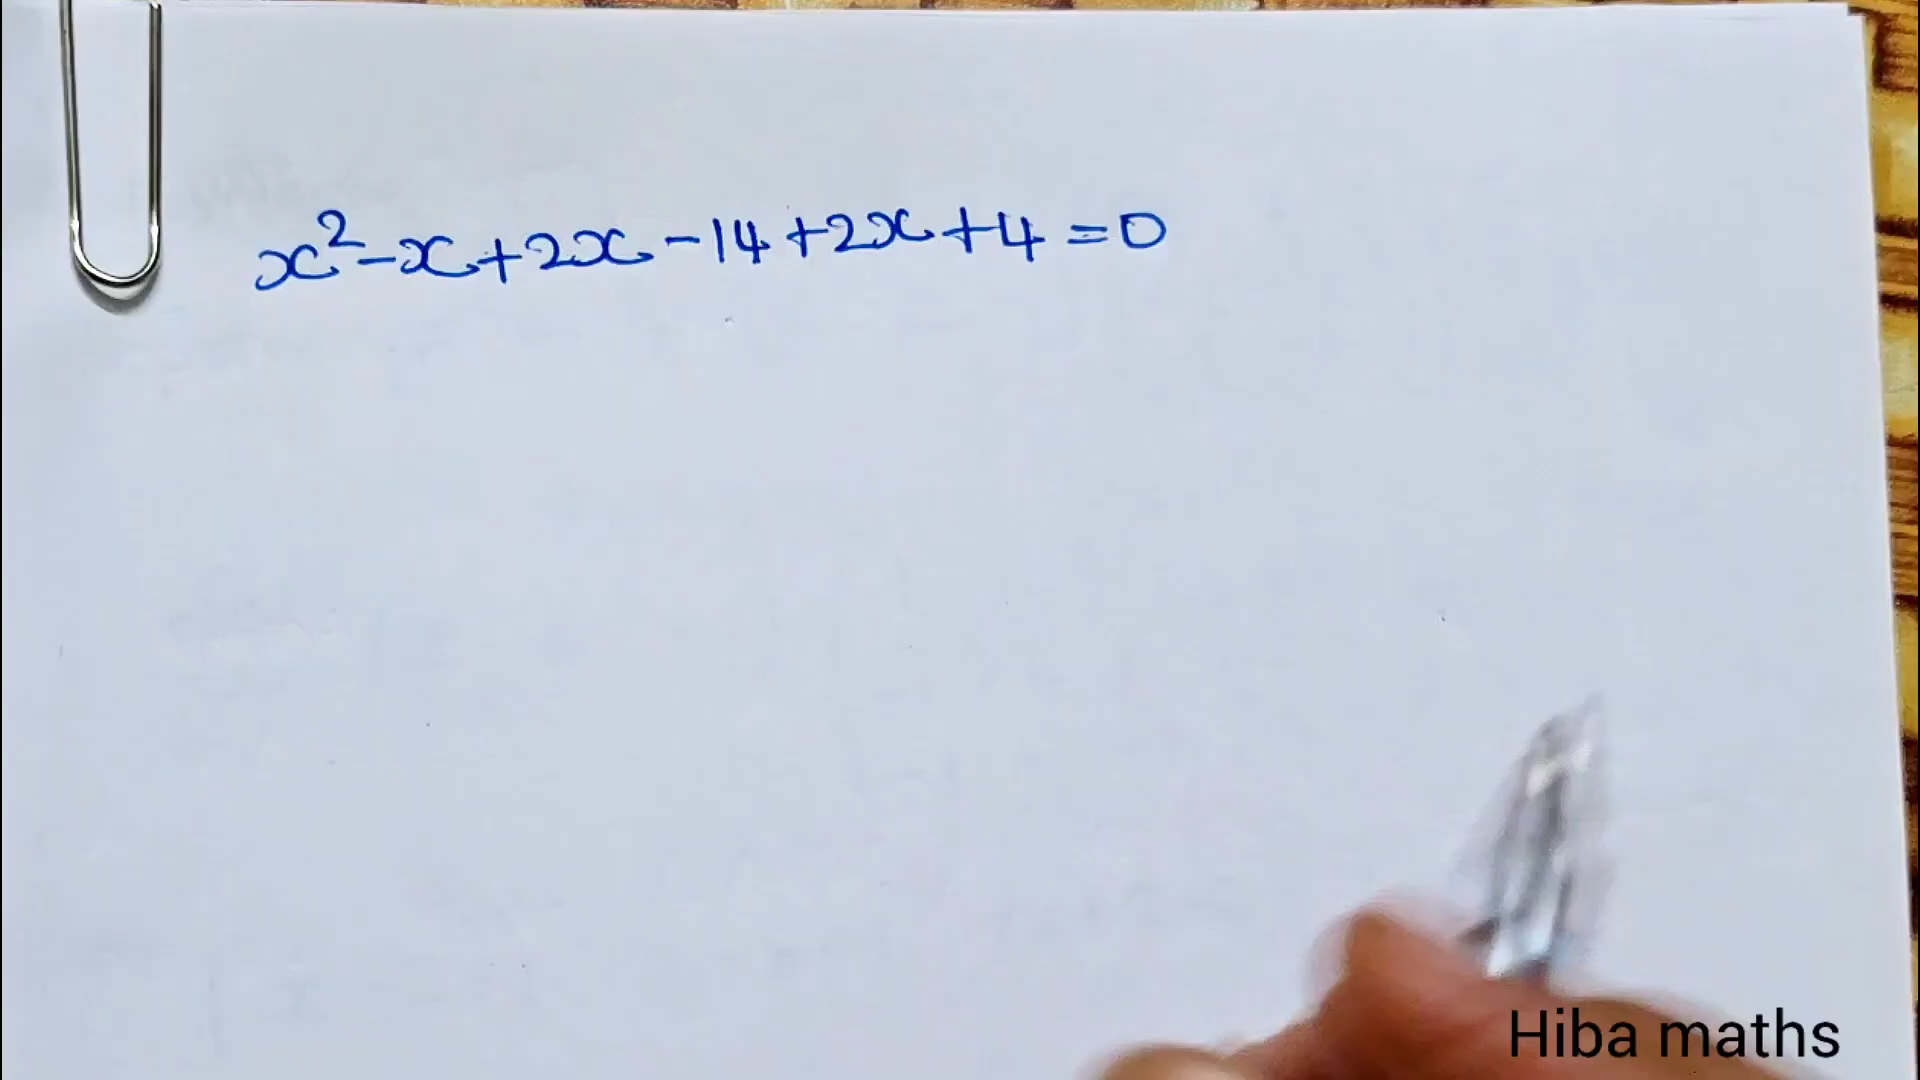 x² - x + 2x - 14 + 2x + 4 = 0
Hiba maths